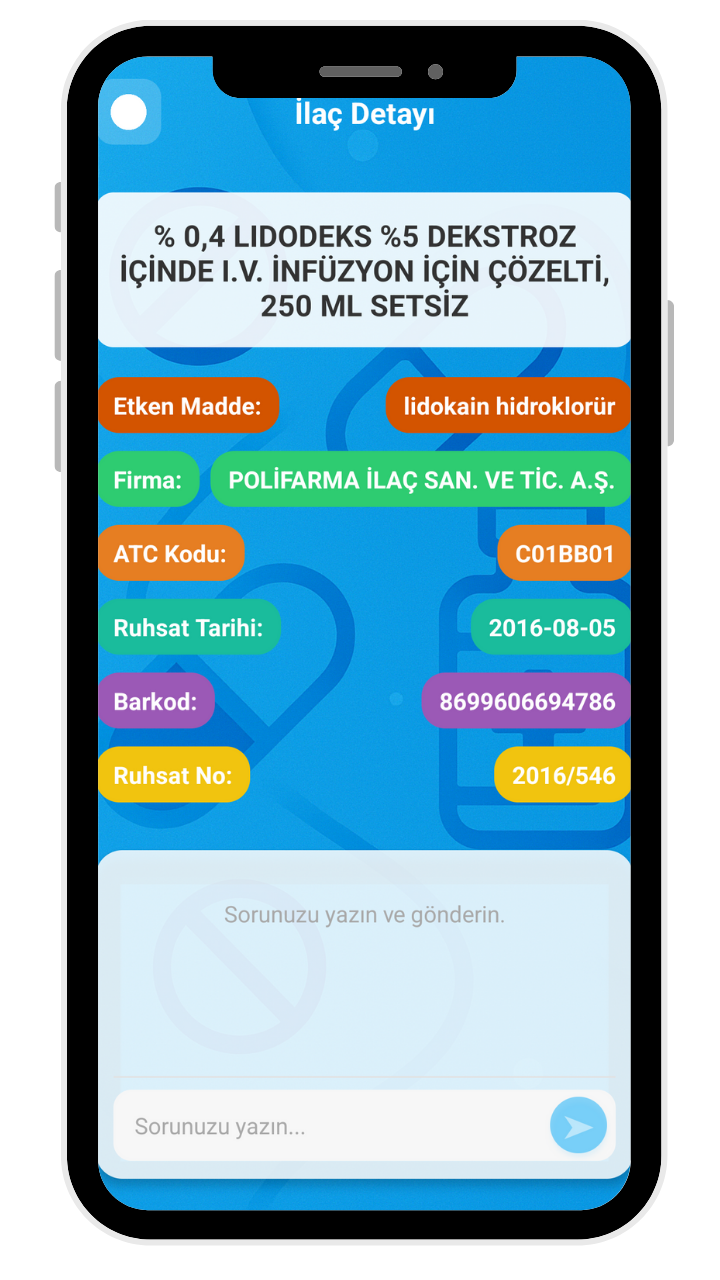 İlaç Detayı
% 0,4 LIDODEKS %5 DEKSTROZ
İÇİNDE I.V. İNFÜZYON İÇİN ÇÖZELTİ,
250 ML SETSİZ
Etken Madde: lidokain hidroklorür
Firma: POLİFARMA İLAÇ SAN. VE TİC. A.Ş.
ATC Kodu: C01BB01
Ruhsat Tarihi: 2016-08-05
Barkod: 8699606694786
Ruhsat No: 2016/546
Sorunuzu yazın ve gönderin.
Sorunuzu yazın...